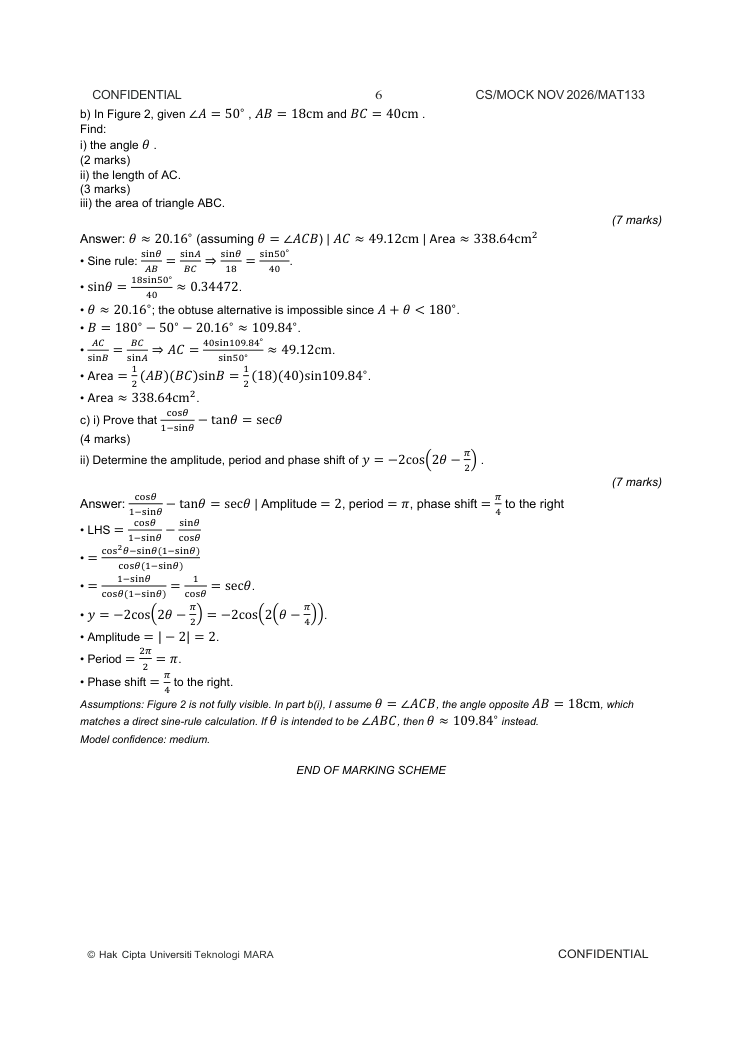 CONFIDENTIAL 6 CS/MOCK NOV 2026/MAT133
b) In Figure 2, given ∠A = 50° , AB = 18cm and BC = 40cm .
Find:
i) the angle θ .
(2 marks)
ii) the length of AC.
(3 marks)
iii) the area of triangle ABC.
(7 marks)
Answer: θ ≈ 20.16° (assuming θ = ∠ACB) | AC ≈ 49.12cm | Area ≈ 338.64cm²
• Sine rule: sinθ/AB = sinA/BC ⇒ sinθ/18 = sin50°/40.
• sinθ = 18sin50°/40 ≈ 0.34472.
• θ ≈ 20.16°; the obtuse alternative is impossible since A + θ < 180°.
• B = 180° − 50° − 20.16° ≈ 109.84°.
• AC/sinB = BC/sinA ⇒ AC = 40sin109.84°/sin50° ≈ 49.12cm.
• Area = 1/2 (AB)(BC)sinB = 1/2 (18)(40)sin109.84°.
• Area ≈ 338.64cm².
c) i) Prove that cosθ/(1−sinθ) − tanθ = secθ
(4 marks)
ii) Determine the amplitude, period and phase shift of y = −2cos(2θ − π/2) .
(7 marks)
Answer: cosθ/(1−sinθ) − tanθ = secθ | Amplitude = 2, period = π, phase shift = π/4 to the right
• LHS = cosθ/(1−sinθ) − sinθ/cosθ
• = (cos²θ−sinθ(1−sinθ))/(cosθ(1−sinθ))
• = (1−sinθ)/(cosθ(1−sinθ)) = 1/cosθ = secθ.
• y = −2cos(2θ − π/2) = −2cos(2(θ − π/4)).
• Amplitude = | − 2| = 2.
• Period = 2π/2 = π.
• Phase shift = π/4 to the right.
Assumptions: Figure 2 is not fully visible. In part b(i), I assume θ = ∠ACB, the angle opposite AB = 18cm, which
matches a direct sine-rule calculation. If θ is intended to be ∠ABC, then θ ≈ 109.84° instead.
Model confidence: medium.
END OF MARKING SCHEME
© Hak Cipta Universiti Teknologi MARA CONFIDENTIAL